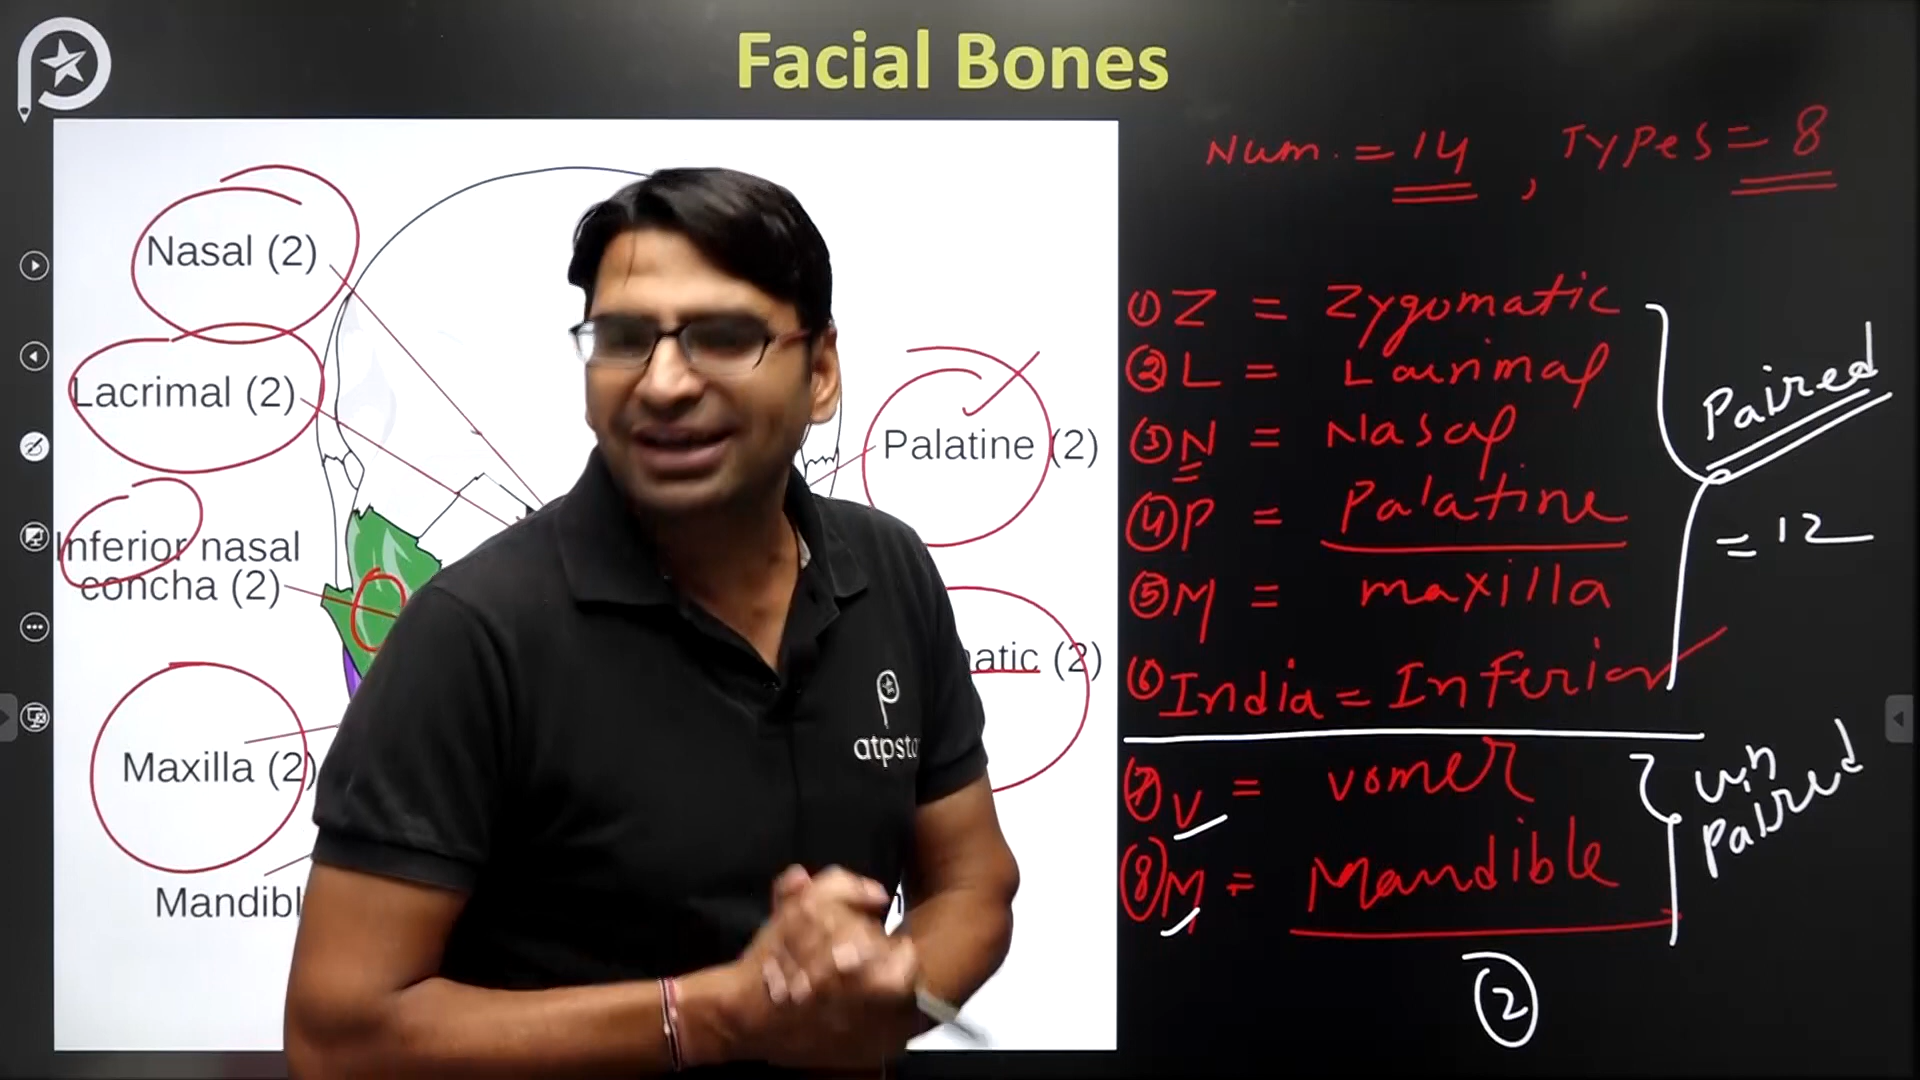 Facial Bones
Num. = 14 , Types = 8
Nasal (2)
Lacrimal (2)
Inferior nasal
concha (2)
Maxilla (2)
Mandibl
Palatine (2)
atic (2)
① Z = Zygomatic
② L = Lacrimal
③ N = Nasal
④ P = Palatine
⑤ M = maxilla
⑥ India = Inferior
Paired
= 12
⑦ V = vomer
⑧ M = Mandible
un
Paired
②
atpsta